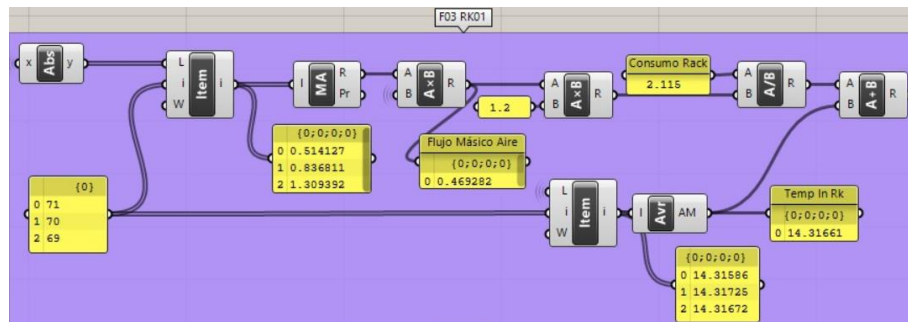 F03 RK01
x Abs y
L i W Item i
I MA R Pr
A B A×B R
1.2
A B A×B R
Consumo Rack
2.115
A B A/B R
A B A+B R
{0;0;0;0}
0 0.514127
1 0.836811
2 1.309392
Flujo Másico Aire
{0;0;0;0}
0 0.469282
{0}
0 71
1 70
2 69
L i W Item i
I Avr AM
Temp In Rk
{0;0;0;0}
0 14.31661
{0;0;0;0}
0 14.31586
1 14.31725
2 14.31672